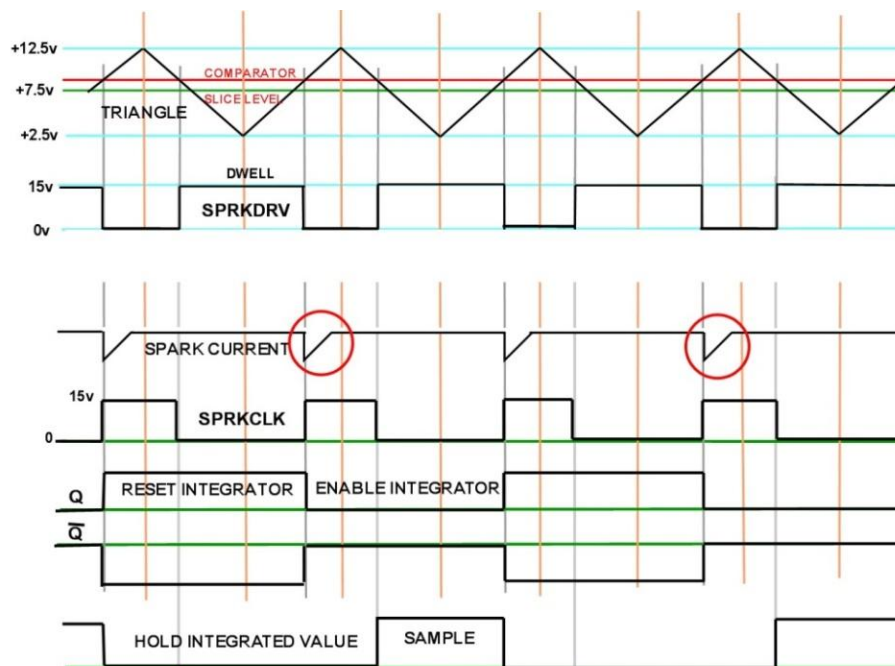 +12.5v
COMPARATOR
+7.5v
SLICE LEVEL
TRIANGLE
+2.5v
DWELL
15v
SPRKDRV
0v
SPARK CURRENT
15v
SPRKCLK
0
RESET INTEGRATOR ENABLE INTEGRATOR
Q
Q̅
HOLD INTEGRATED VALUE SAMPLE